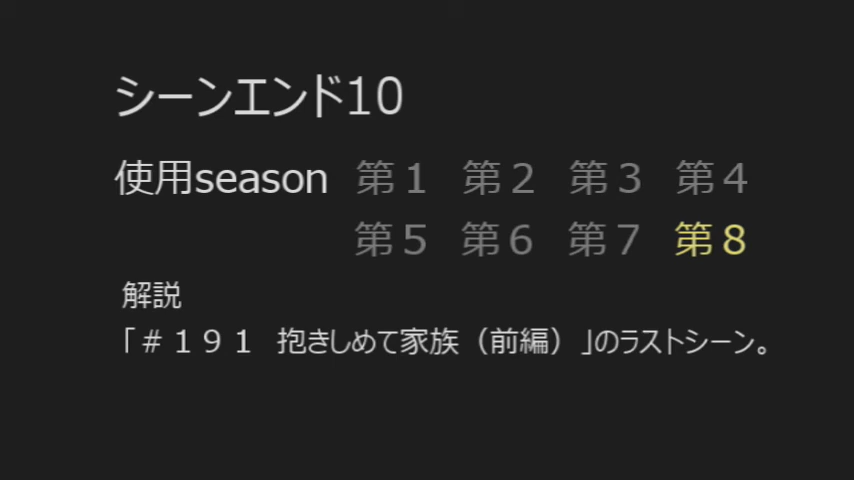 シーンエンド10
使用season 第１ 第２ 第３ 第４
第５ 第６ 第７ 第８
解説
「＃１９１　抱きしめて家族（前編）」のラストシーン。